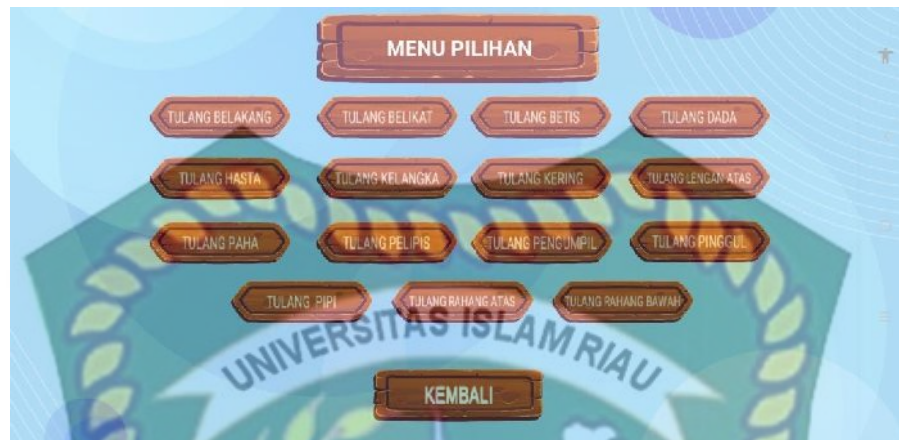 MENU PILIHAN
TULANG BELAKANG TULANG BELIKAT TULANG BETIS TULANG DADA
TULANG HASTA TULANG KELANGKA TULANG KERING TULANG LENGAN ATAS
TULANG PAHA TULANG PELIPIS TULANG PENGUMPIL TULANG PINGGUL
TULANG PIPI TULANG RAHANG ATAS TULANG RAHANG BAWAH
UNIVERSITAS ISLAM RIAU
KEMBALI